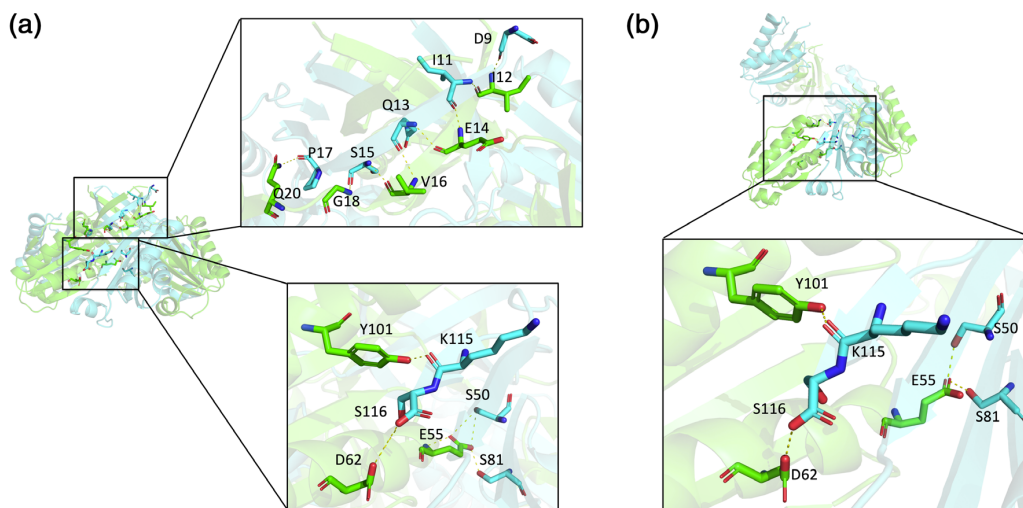 (a)
(b)
D9
I11
I12
Q13
E14
P17
S15
V16
Q20
G18
Y101
K115
S116
S50
E55
D62
S81
Y101
K115
S50
E55
S116
S81
D62